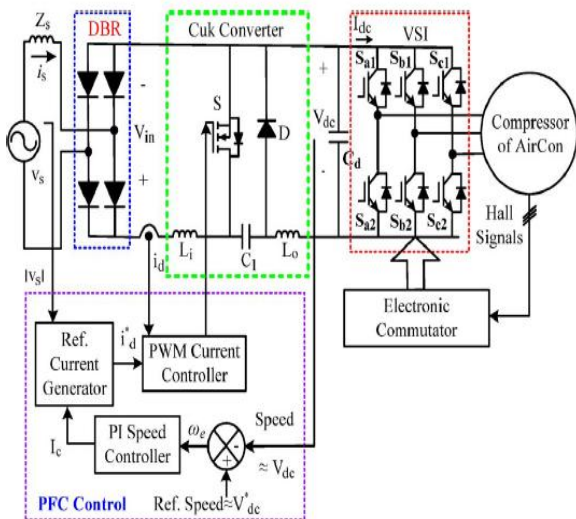 Zs
is
vs
DBR
-
Vin
+
Cuk Converter
S
D
Li
C1
Lo
id
+
Vdc
Cd
-
Idc
VSI
Sa1
Sb1
Sc1
Sa2
Sb2
Sc2
Compressor
of AirCon
Hall
Signals
Electronic
Commutator
|vs|
Ref.
Current
Generator
i*d
PWM Current
Controller
Ic
PI Speed
Controller
ωe
-
+
Speed
≈ Vdc
Ref. Speed≈V*dc
PFC Control